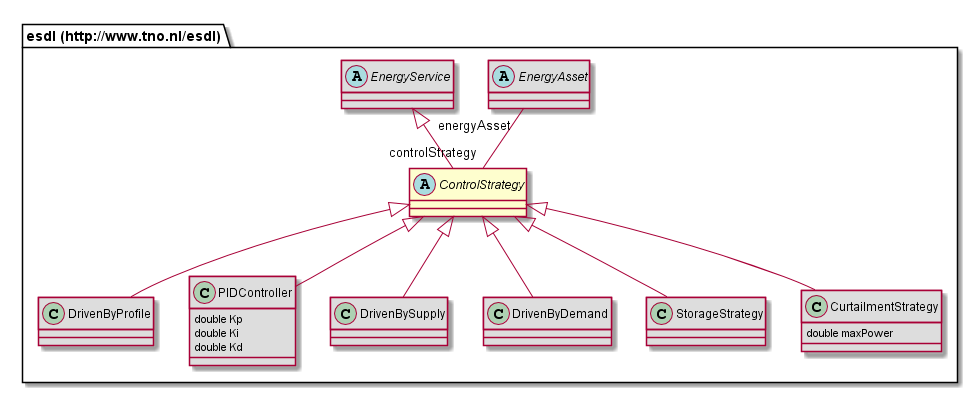 esdl (http://www.tno.nl/esdl)
A EnergyService
A EnergyAsset
energyAsset
controlStrategy
A ControlStrategy
C DrivenByProfile
C PIDController
double Kp
double Ki
double Kd
C DrivenBySupply
C DrivenByDemand
C StorageStrategy
C CurtailmentStrategy
double maxPower